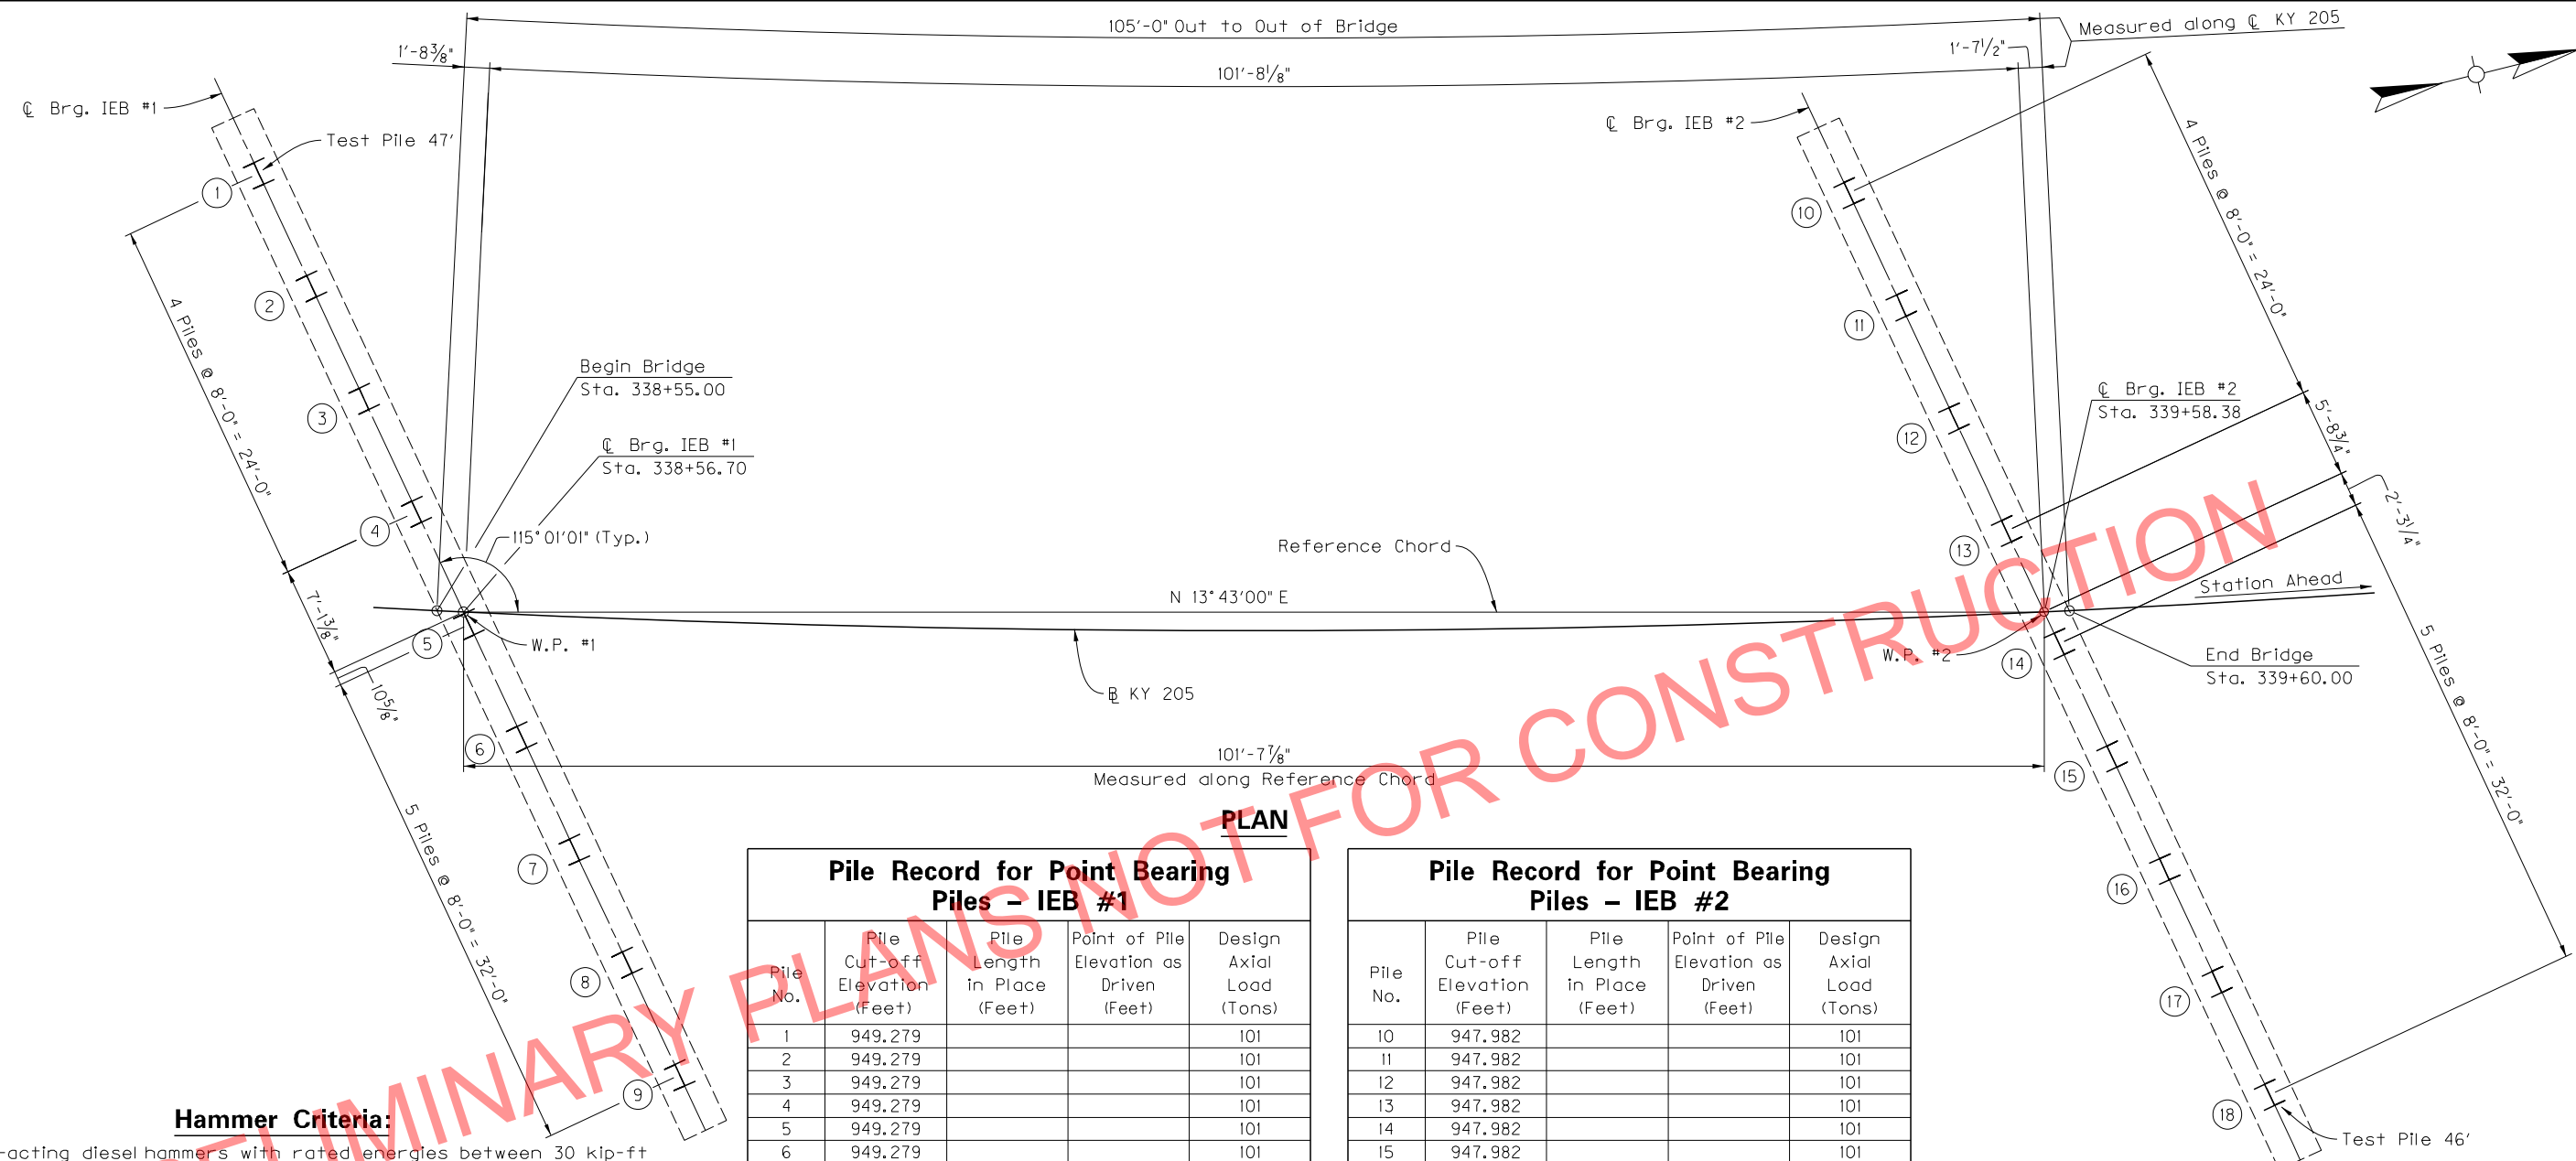 105'-0" Out to Out of Bridge
Measured along ℄ KY 205
1'-8⅜"
101'-8⅛"
1'-7½"
℄ Brg. IEB #1
Test Pile 47'
℄ Brg. IEB #2
1
2
3
4
5
6
7
8
9
10
11
12
13
14
15
16
17
18
4 Piles @ 8'-0" = 24'-0"
7'-1⅜"
10⅝"
5 Piles @ 8'-0" = 32'-0"
Begin Bridge
Sta. 338+55.00
℄ Brg. IEB #1
Sta. 338+56.70
115°01'01" (Typ.)
W.P. #1
Reference Chord
N 13°43'00" E
℄ Brg. IEB #2
Sta. 339+58.38
4 Piles @ 8'-0" = 24'-0"
5'-8¾"
2'-3¼"
5 Piles @ 8'-0" = 32'-0"
Station Ahead
W.P. #2
End Bridge
Sta. 339+60.00
BL KY 205
101'-7⅞"
Measured along Reference Chord
PLAN
Test Pile 46'
PRELIMINARY PLANS NOT FOR CONSTRUCTION
Pile Record for Point Bearing
Piles – IEB #1
Pile No. | Pile Cut-off Elevation (Feet) | Pile Length in Place (Feet) | Point of Pile Elevation as Driven (Feet) | Design Axial Load (Tons)
1 949.279 101
2 949.279 101
3 949.279 101
4 949.279 101
5 949.279 101
6 949.279 101
Pile Record for Point Bearing
Piles – IEB #2
Pile No. | Pile Cut-off Elevation (Feet) | Pile Length in Place (Feet) | Point of Pile Elevation as Driven (Feet) | Design Axial Load (Tons)
10 947.982 101
11 947.982 101
12 947.982 101
13 947.982 101
14 947.982 101
15 947.982 101
Hammer Criteria:
-acting diesel hammers with rated energies between 30 kip-ft